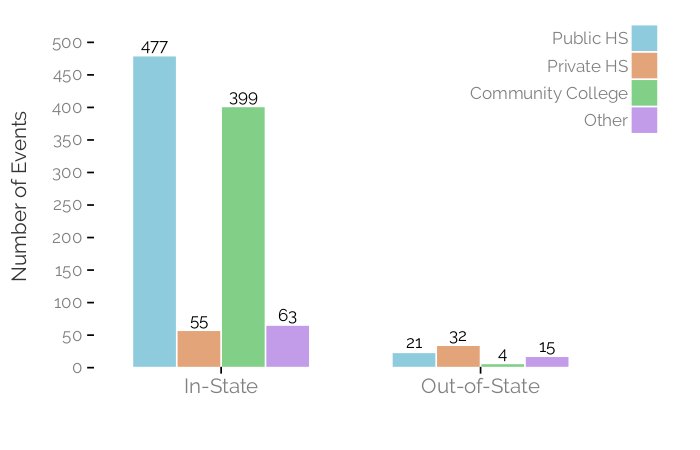 Public HS
Private HS
Community College
Other
Number of Events
500
450
400
350
300
250
200
150
100
50
0
477
55
399
63
21
32
4
15
In-State
Out-of-State